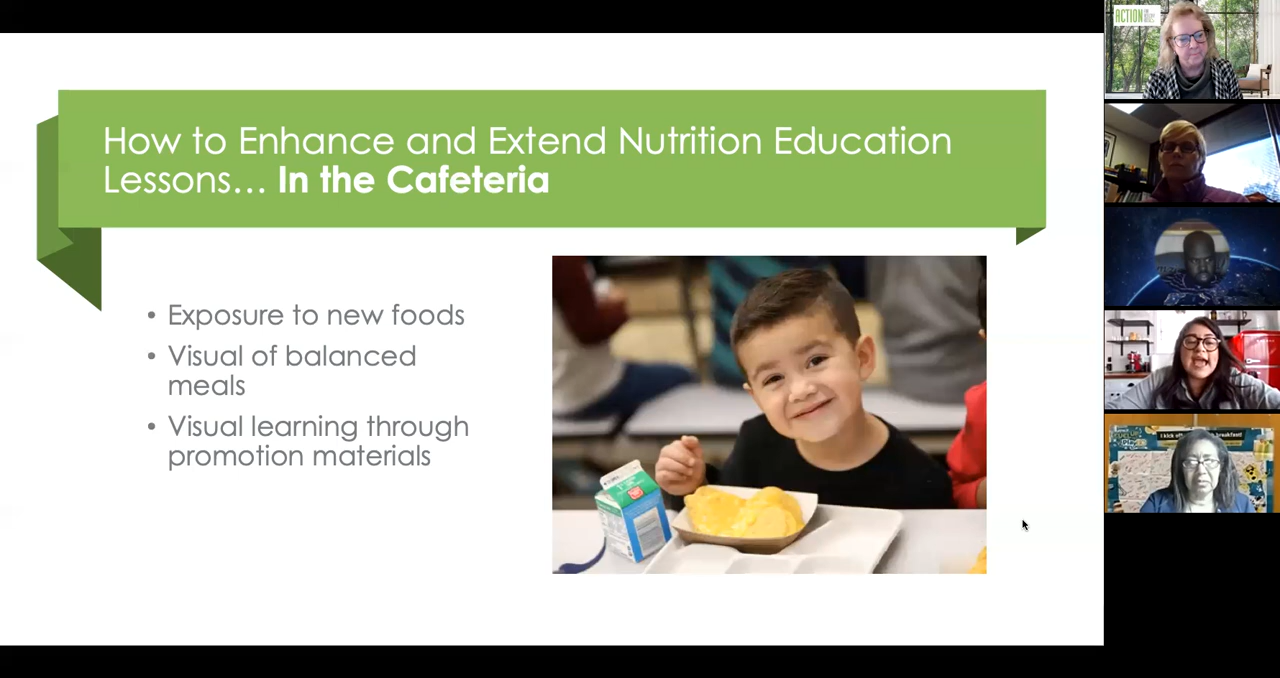 How to Enhance and Extend Nutrition Education
Lessons… In the Cafeteria
• Exposure to new foods
• Visual of balanced
meals
• Visual learning through
promotion materials
ACTION